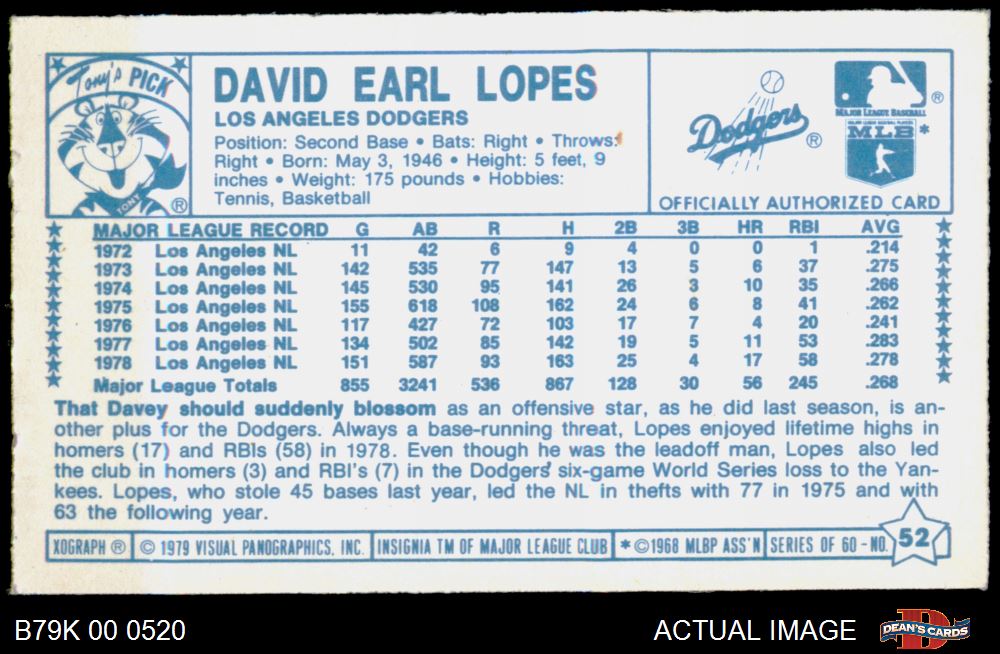 Tony's PICK
TONY ®
DAVID EARL LOPES
LOS ANGELES DODGERS
Position: Second Base • Bats: Right • Throws:
Right • Born: May 3, 1946 • Height: 5 feet, 9
inches • Weight: 175 pounds • Hobbies:
Tennis, Basketball
Dodgers ®
MAJOR LEAGUE BASEBALL ®
MAJOR LEAGUE BASEBALL PLAYERS
MLB *
OFFICIALLY AUTHORIZED CARD
MAJOR LEAGUE RECORD G AB R H 2B 3B HR RBI AVG
1972 Los Angeles NL 11 42 6 9 4 0 0 1 .214
1973 Los Angeles NL 142 535 77 147 13 5 6 37 .275
1974 Los Angeles NL 145 530 95 141 26 3 10 35 .266
1975 Los Angeles NL 155 618 108 162 24 6 8 41 .262
1976 Los Angeles NL 117 427 72 103 17 7 4 20 .241
1977 Los Angeles NL 134 502 85 142 19 5 11 53 .283
1978 Los Angeles NL 151 587 93 163 25 4 17 58 .278
Major League Totals 855 3241 536 867 128 30 56 245 .268
That Davey should suddenly blossom as an offensive star, as he did last season, is an-
other plus for the Dodgers. Always a base-running threat, Lopes enjoyed lifetime highs in
homers (17) and RBIs (58) in 1978. Even though he was the leadoff man, Lopes also led
the club in homers (3) and RBI's (7) in the Dodgers' six-game World Series loss to the Yan-
kees. Lopes, who stole 45 bases last year, led the NL in thefts with 77 in 1975 and with
63 the following year.
XOGRAPH ® © 1979 VISUAL PANOGRAPHICS, INC. INSIGNIA TM OF MAJOR LEAGUE CLUB * © 1968 MLBP ASS'N SERIES OF 60 - NO. 52
B79K 00 0520 ACTUAL IMAGE D DEAN'S CARDS